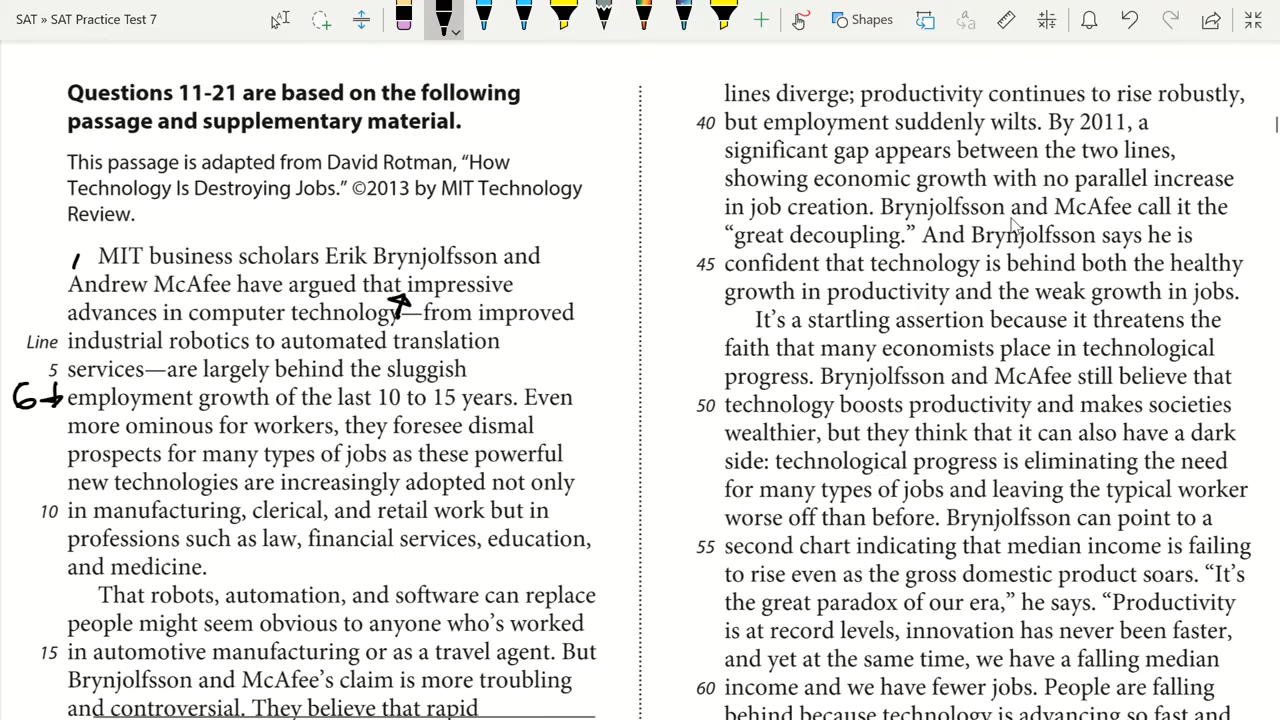 SAT » SAT Practice Test 7
Shapes
Questions 11-21 are based on the following
passage and supplementary material.
This passage is adapted from David Rotman, “How
Technology Is Destroying Jobs.” ©2013 by MIT Technology
Review.
1 MIT business scholars Erik Brynjolfsson and
Andrew McAfee have argued that impressive
advances in computer technology—from improved
Line industrial robotics to automated translation
5 services—are largely behind the sluggish
6 employment growth of the last 10 to 15 years. Even
more ominous for workers, they foresee dismal
prospects for many types of jobs as these powerful
new technologies are increasingly adopted not only
10 in manufacturing, clerical, and retail work but in
professions such as law, financial services, education,
and medicine.
That robots, automation, and software can replace
people might seem obvious to anyone who’s worked
15 in automotive manufacturing or as a travel agent. But
Brynjolfsson and McAfee’s claim is more troubling
and controversial. They believe that rapid
lines diverge; productivity continues to rise robustly,
40 but employment suddenly wilts. By 2011, a
significant gap appears between the two lines,
showing economic growth with no parallel increase
in job creation. Brynjolfsson and McAfee call it the
“great decoupling.” And Brynjolfsson says he is
45 confident that technology is behind both the healthy
growth in productivity and the weak growth in jobs.
It’s a startling assertion because it threatens the
faith that many economists place in technological
progress. Brynjolfsson and McAfee still believe that
50 technology boosts productivity and makes societies
wealthier, but they think that it can also have a dark
side: technological progress is eliminating the need
for many types of jobs and leaving the typical worker
worse off than before. Brynjolfsson can point to a
55 second chart indicating that median income is failing
to rise even as the gross domestic product soars. “It’s
the great paradox of our era,” he says. “Productivity
is at record levels, innovation has never been faster,
and yet at the same time, we have a falling median
60 income and we have fewer jobs. People are falling
behind because technology is advancing so fast and